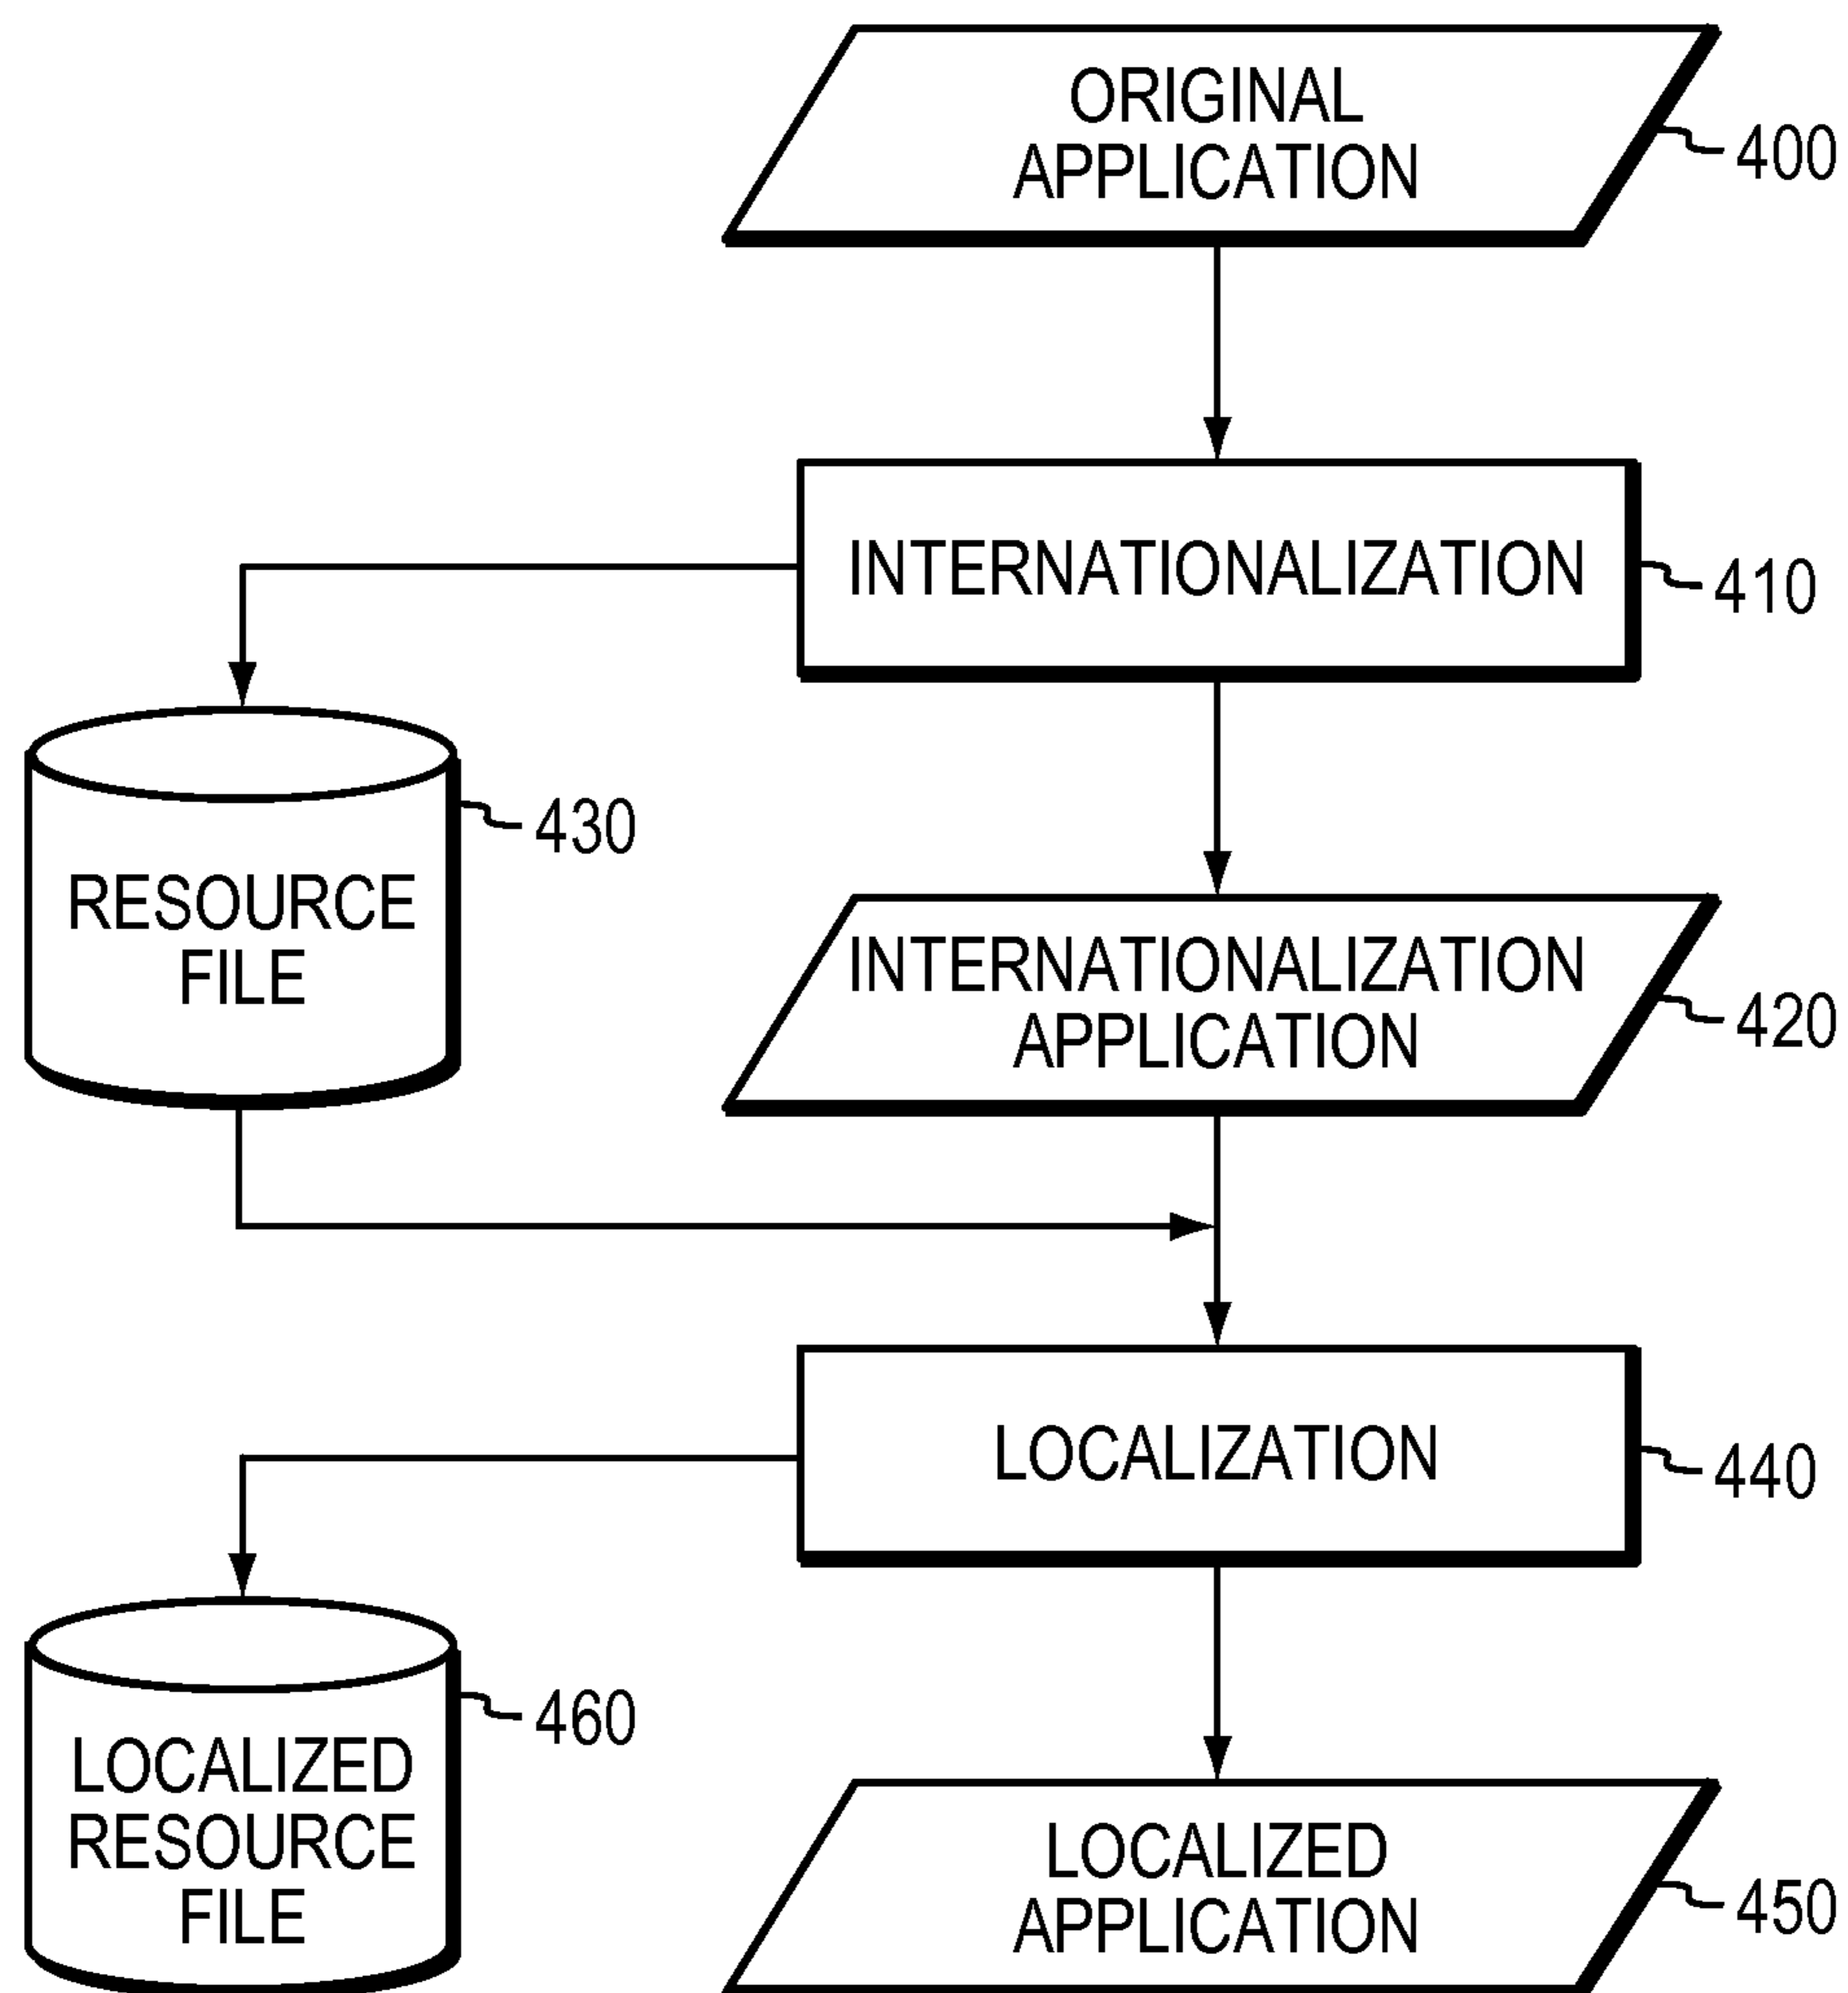 ORIGINAL
APPLICATION
400
INTERNATIONALIZATION
410
430
RESOURCE
FILE
INTERNATIONALIZATION
APPLICATION
420
LOCALIZATION
440
460
LOCALIZED
RESOURCE
FILE
LOCALIZED
APPLICATION
450